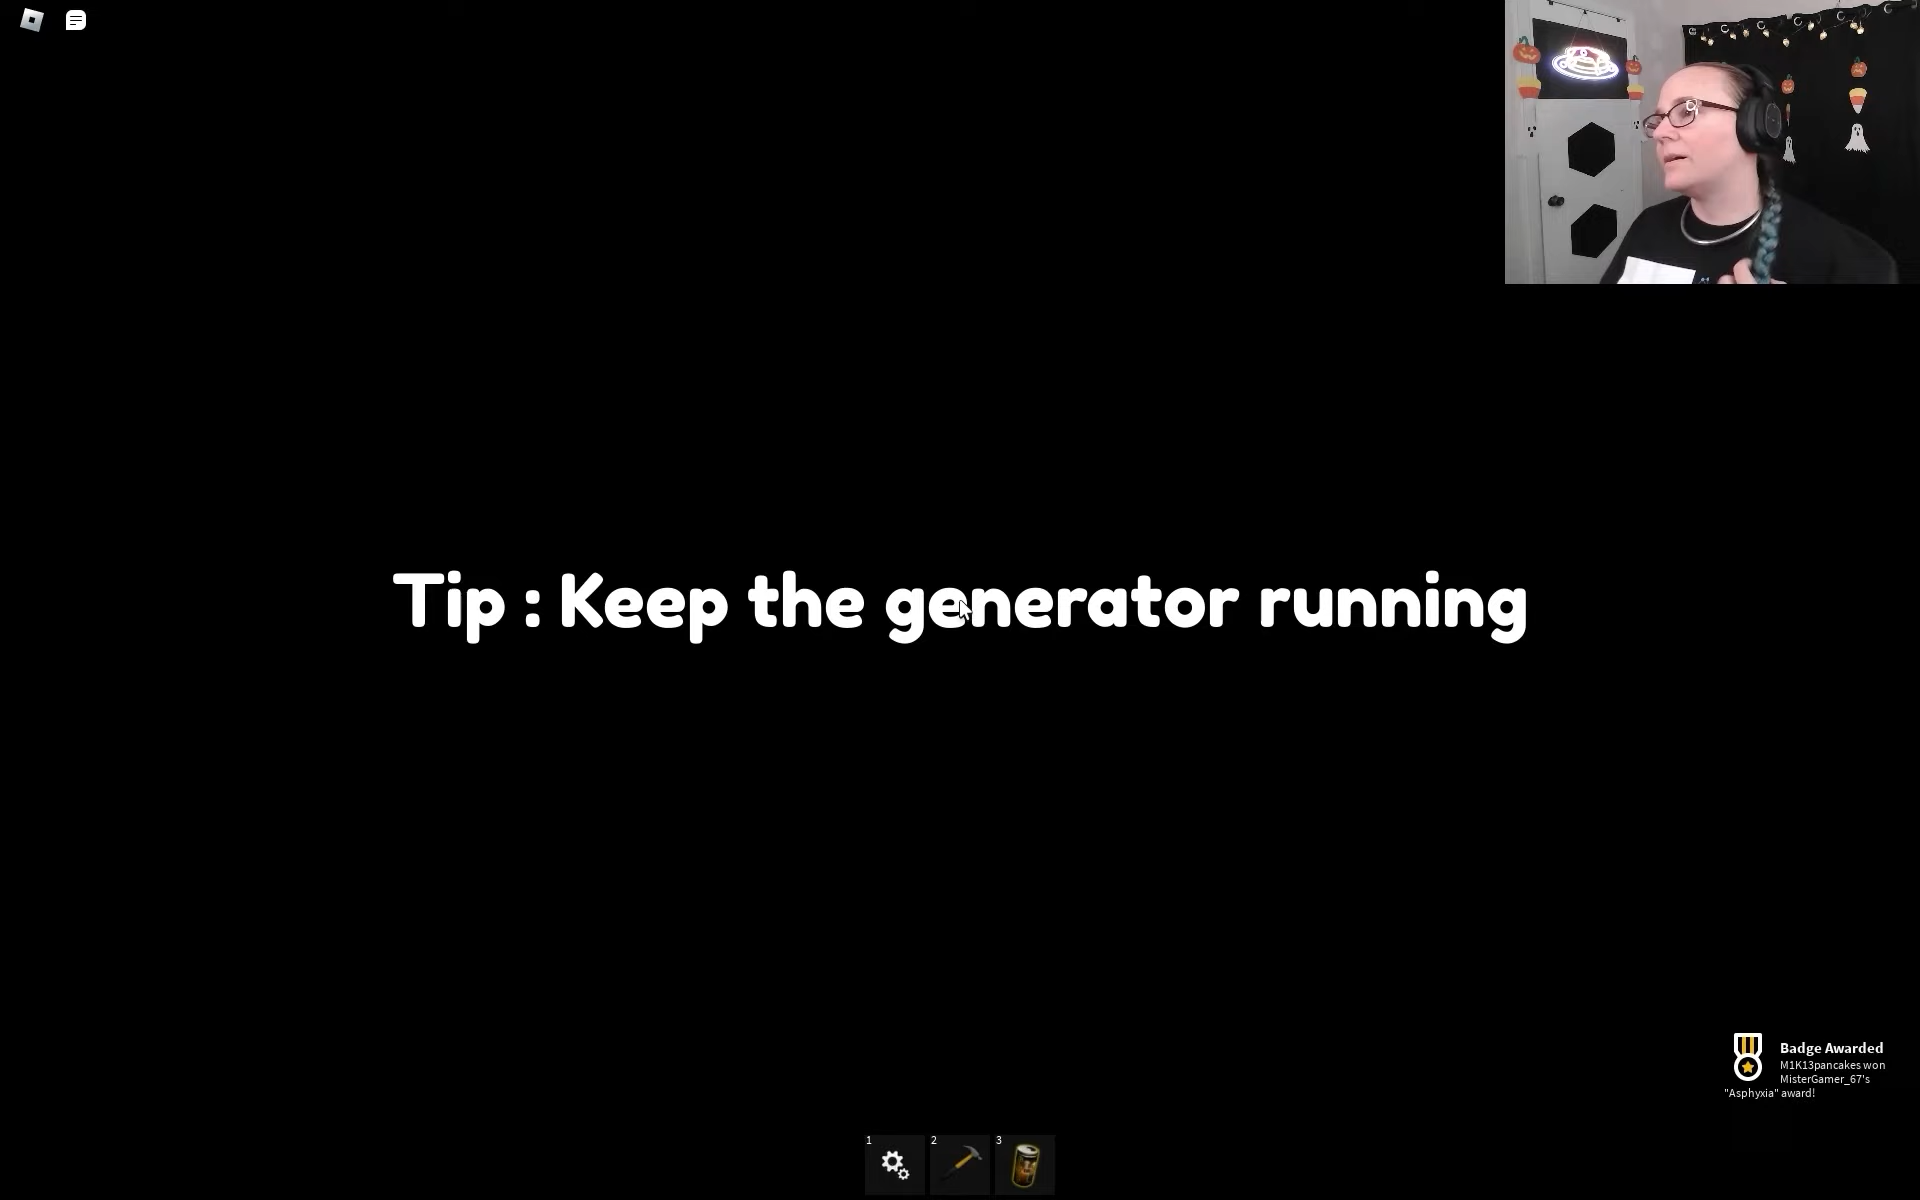 Tip : Keep the generator running
Badge Awarded
M1K13pancakes won
MisterGamer_67's
"Asphyxia" award!
1
2
3